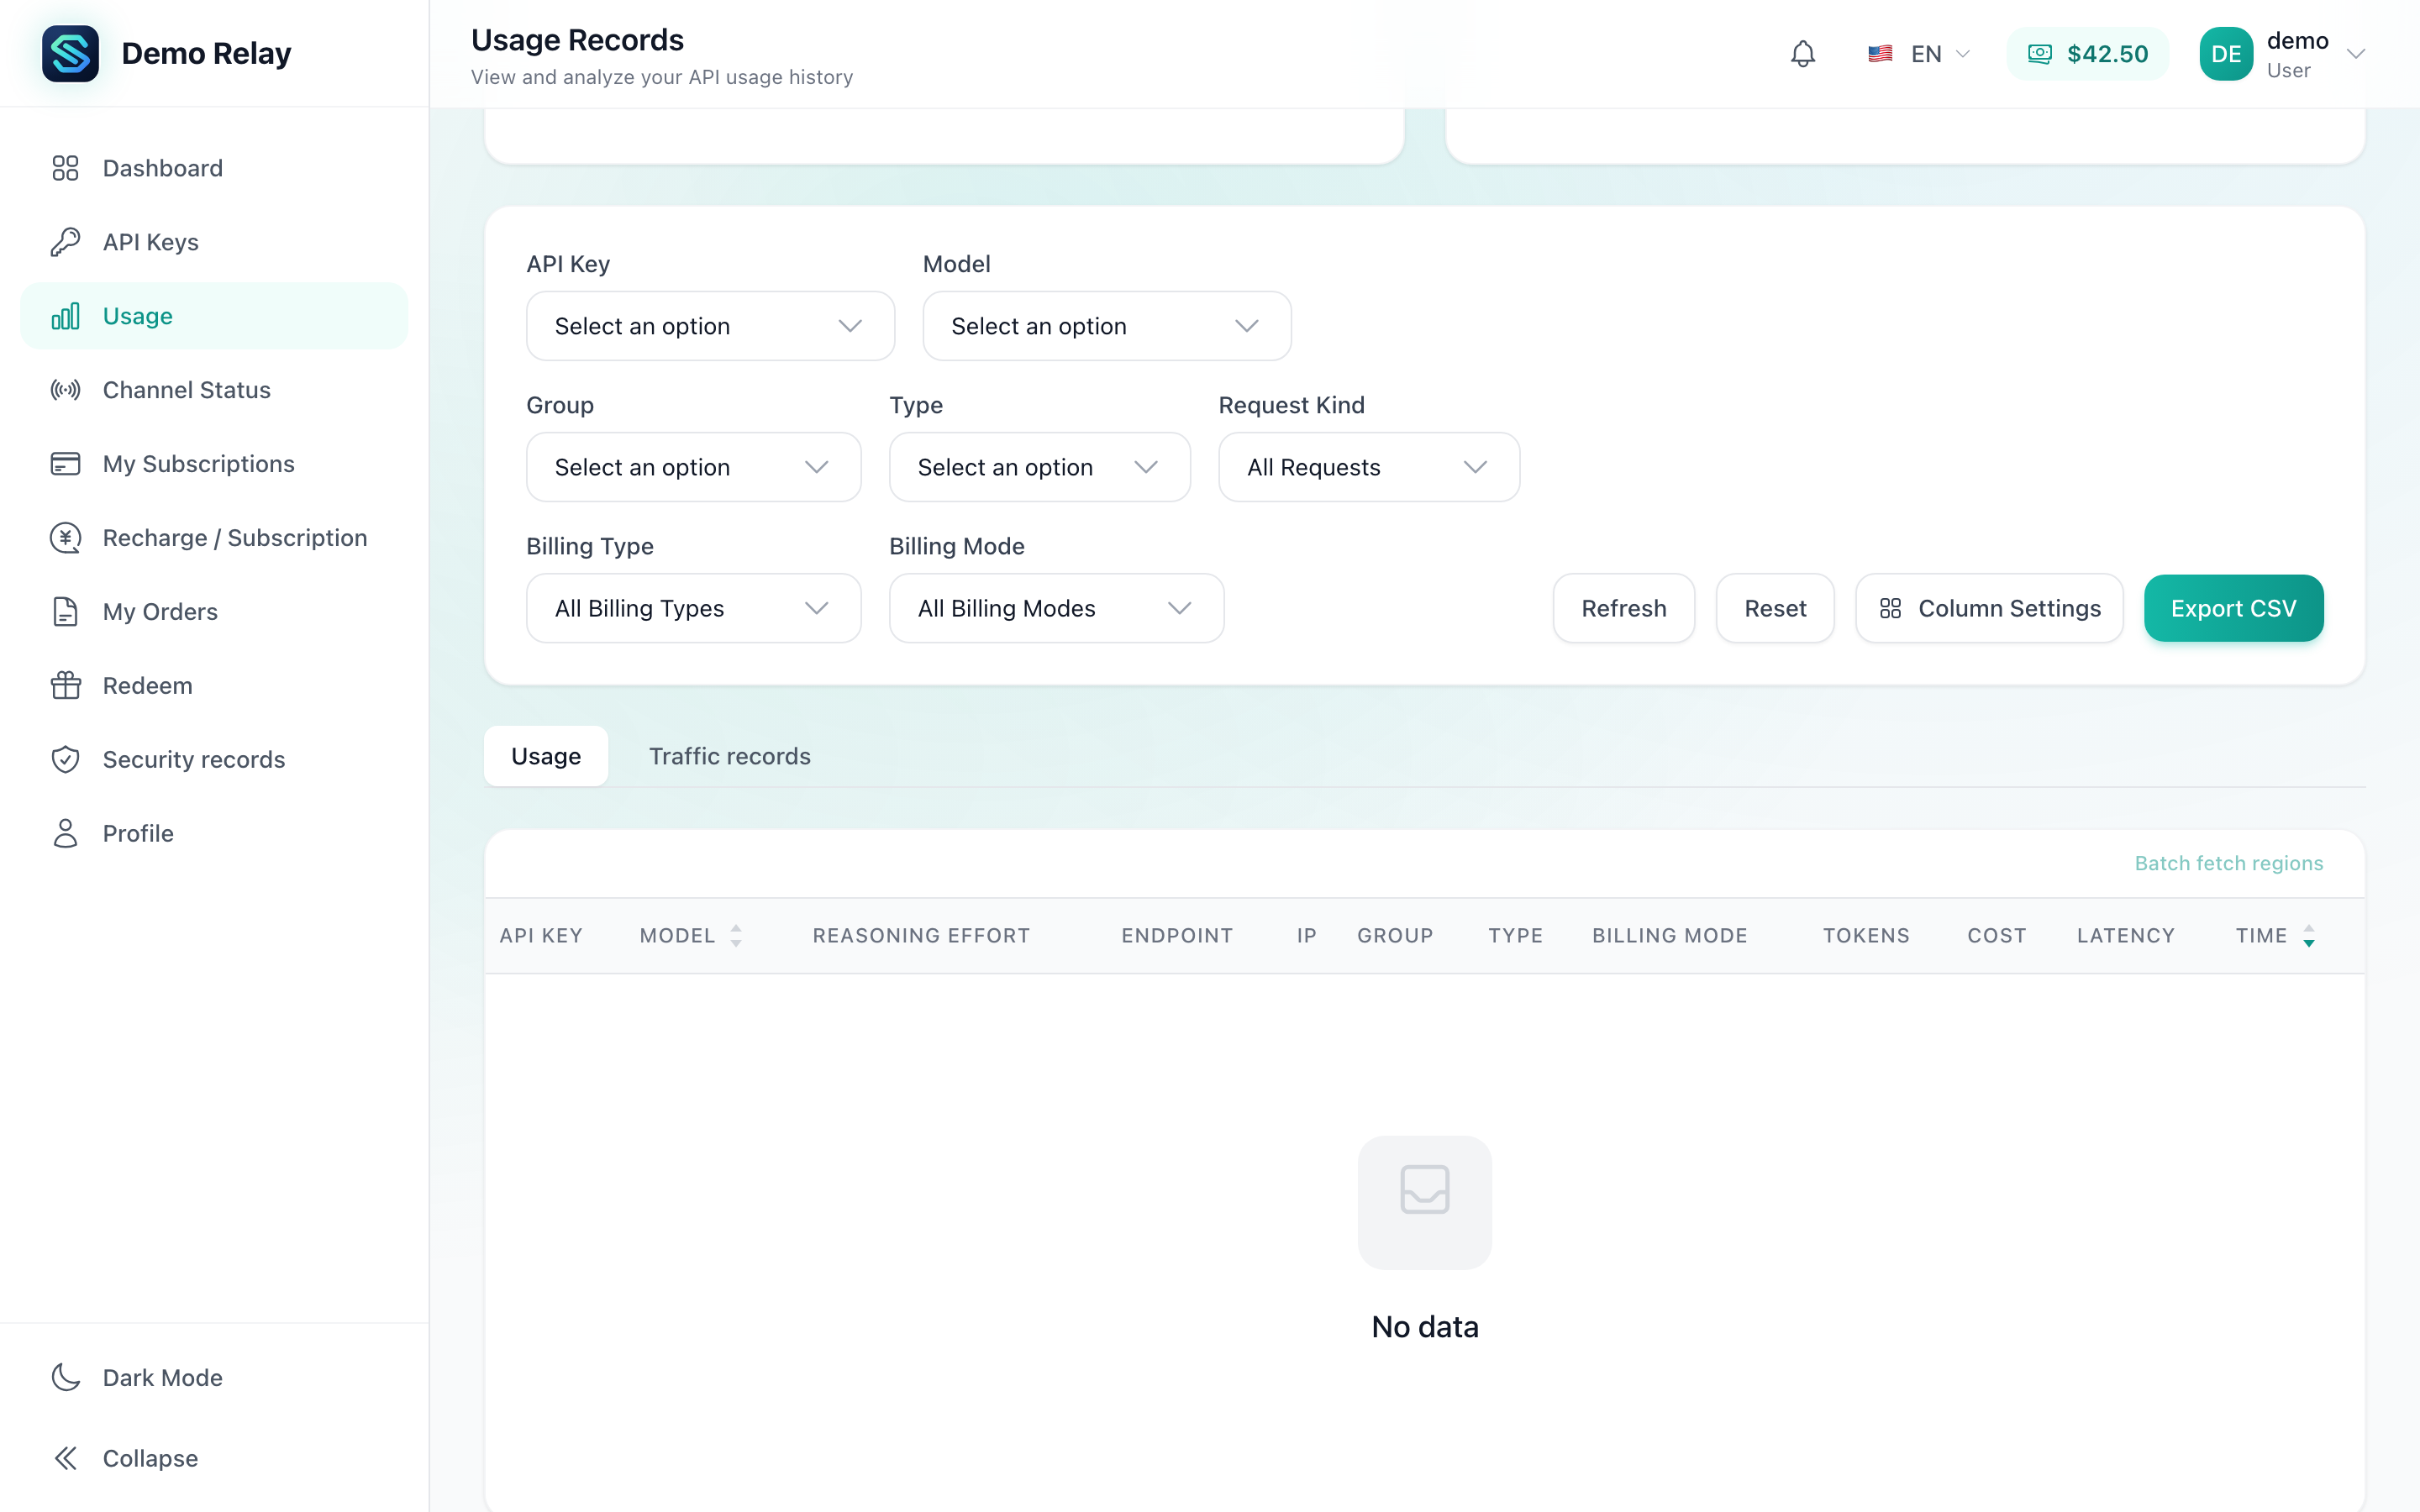 Demo Relay
Usage Records
View and analyze your API usage history
EN
$42.50
DE
demo
User
Dashboard
API Keys
Usage
Channel Status
My Subscriptions
Recharge / Subscription
My Orders
Redeem
Security records
Profile
Dark Mode
Collapse
API Key
Model
Select an option
Select an option
Group
Type
Request Kind
Select an option
Select an option
All Requests
Billing Type
Billing Mode
All Billing Types
All Billing Modes
Refresh
Reset
Column Settings
Export CSV
Usage
Traffic records
Batch fetch regions
API KEY
MODEL
REASONING EFFORT
ENDPOINT
IP
GROUP
TYPE
BILLING MODE
TOKENS
COST
LATENCY
TIME
No data